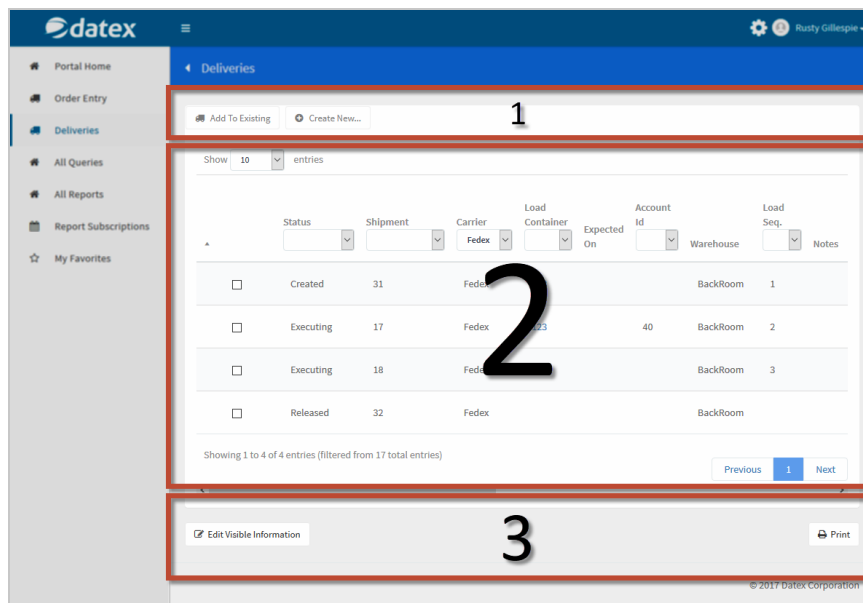 datex
Rusty Gillespie
Portal Home
Order Entry
Deliveries
All Queries
All Reports
Report Subscriptions
My Favorites
Deliveries
Add To Existing Create New...
1
Show 10 entries
Status Shipment Carrier Load Container Expected On Account Id Warehouse Load Seq. Notes
Fedex
Created 31 Fedex BackRoom 1
Executing 17 Fedex 40 BackRoom 2
Executing 18 Fedex BackRoom 3
Released 32 Fedex BackRoom
2
Showing 1 to 4 of 4 entries (filtered from 17 total entries)
Previous 1 Next
Edit Visible Information Print
3
© 2017 Datex Corporation